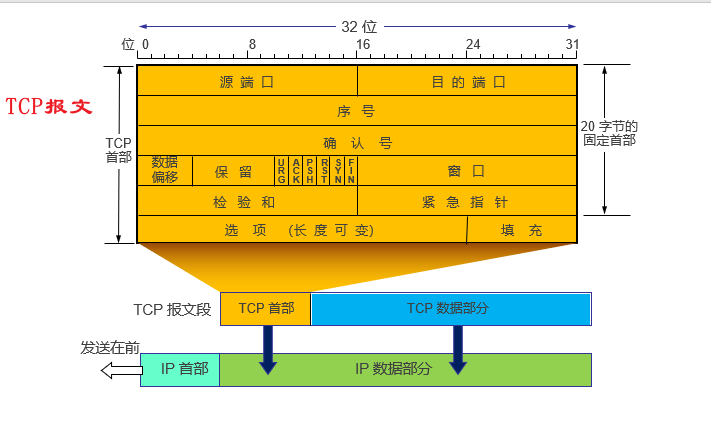 32 位
位 0 8 16 24 31
TCP报文
源 端 口 目 的 端 口
序 号
TCP
首部
20 字节的
固定首部
确 认 号
数据
偏移
保 留
URG
ACK
PSH
RST
SYN
FIN
窗 口
检 验 和 紧 急 指 针
选 项 (长 度 可 变) 填 充
TCP 报文段 TCP 首部 TCP 数据部分
发送在前
IP 首部 IP 数据部分